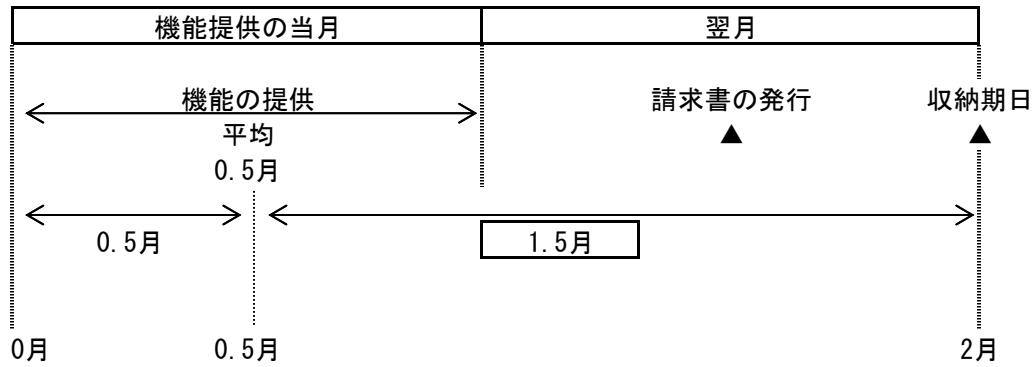 機能提供の当月 翌月
機能の提供 請求書の発行 収納期日
平均 ▲ ▲
0.5月
0.5月 1.5月
0月 0.5月 2月